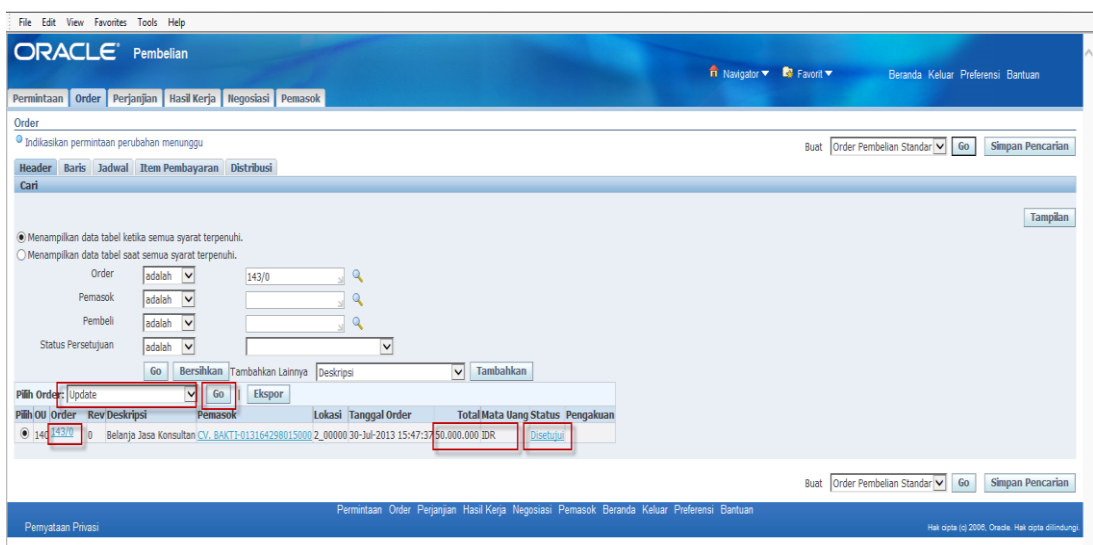 File Edit View Favorites Tools Help
ORACLE Pembelian
Navigator Favorit Beranda Keluar Preferensi Bantuan
Permintaan Order Perjanjian Hasil Kerja Negosiasi Pemasok
Order
Indikasikan permintaan perubahan menunggu
Buat Order Pembelian Standar Go Simpan Pencarian
Header Baris Jadwal Item Pembayaran Distribusi
Cari
Tampilan
Menampilkan data tabel ketika semua syarat terpenuhi.
Menampilkan data tabel saat semua syarat terpenuhi.
Order adalah 143/0
Pemasok adalah
Pembeli adalah
Status Persetujuan adalah
Go Bersihkan Tambahkan Lainnya Deskripsi Tambahkan
Pilih Order: Update Go | Ekspor
Pilih OU Order Rev Deskripsi Pemasok Lokasi Tanggal Order Total Mata Uang Status Pengakuan
140 143/0 0 Belanja Jasa Konsultan CV. BAKTI-013164298015000 2_00000 30-Jul-2013 15:47:37 50.000.000 IDR Disetujui
Buat Order Pembelian Standar Go Simpan Pencarian
Permintaan Order Perjanjian Hasil Kerja Negosiasi Pemasok Beranda Keluar Preferensi Bantuan
Pernyataan Privasi
Hak cipta (c) 2006, Oracle. Hak cipta dilindungi.